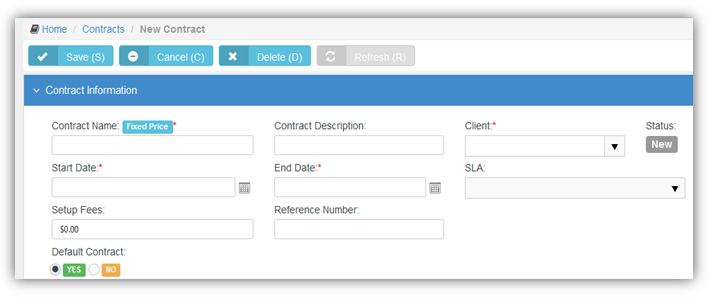 Home / Contracts / New Contract
Save (S) Cancel (C) Delete (D) Refresh (R)
Contract Information
Contract Name: Fixed Price * Contract Description: Client:* Status:
New
Start Date:* End Date:* SLA:
Setup Fees: Reference Number:
$0.00
Default Contract:
YES NO